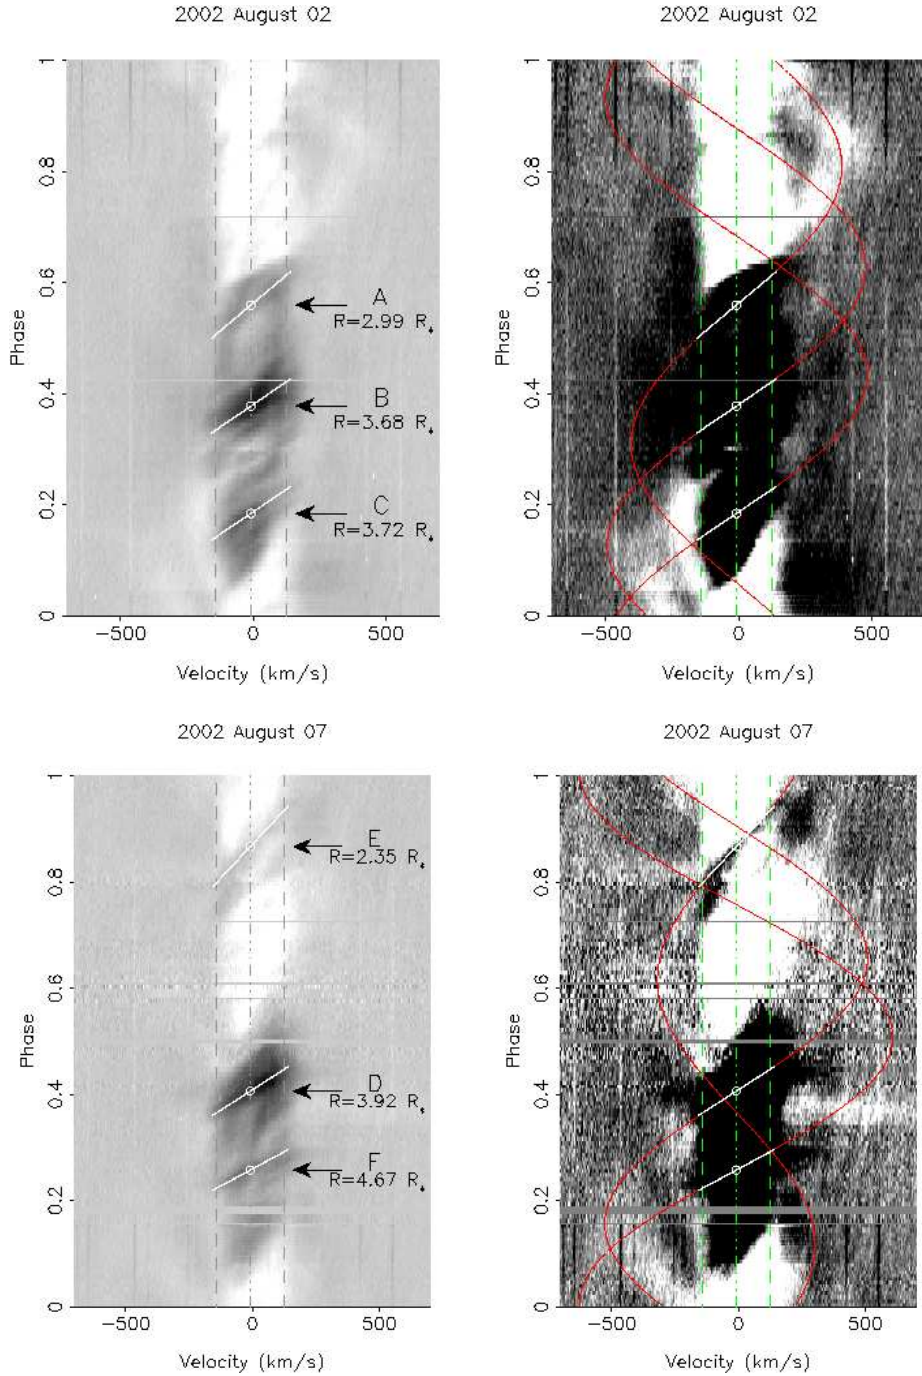 2002 August 02
2002 August 02
Phase
0
0.2
0.4
0.6
0.8
1
A
R=2.99 R*
B
R=3.68 R*
C
R=3.72 R*
−500
0
500
Velocity (km/s)
Phase
0
0.2
0.4
0.6
0.8
1
−500
0
500
Velocity (km/s)
2002 August 07
2002 August 07
Phase
0
0.2
0.4
0.6
0.8
1
E
R=2.35 R*
D
R=3.92 R*
F
R=4.67 R*
−500
0
500
Velocity (km/s)
Phase
0
0.2
0.4
0.6
0.8
1
−500
0
500
Velocity (km/s)